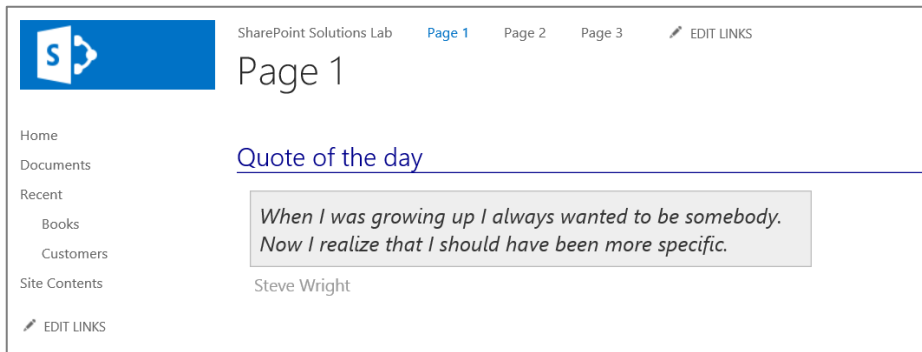 S
SharePoint Solutions Lab Page 1 Page 2 Page 3 EDIT LINKS
Page 1
Home
Documents
Recent
Books
Customers
Site Contents
EDIT LINKS
Quote of the day
When I was growing up I always wanted to be somebody.
Now I realize that I should have been more specific.
Steve Wright